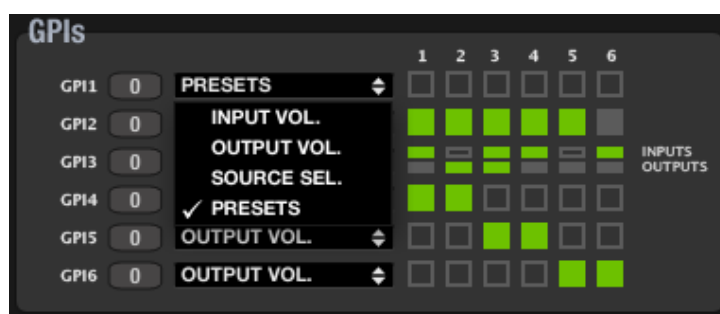 GPIs
1 2 3 4 5 6
GPI1 0 PRESETS
GPI2 0 INPUT VOL.
OUTPUT VOL.
GPI3 0 INPUTS
SOURCE SEL. OUTPUTS
GPI4 0 ✓ PRESETS
GPI5 0 OUTPUT VOL.
GPI6 0 OUTPUT VOL.